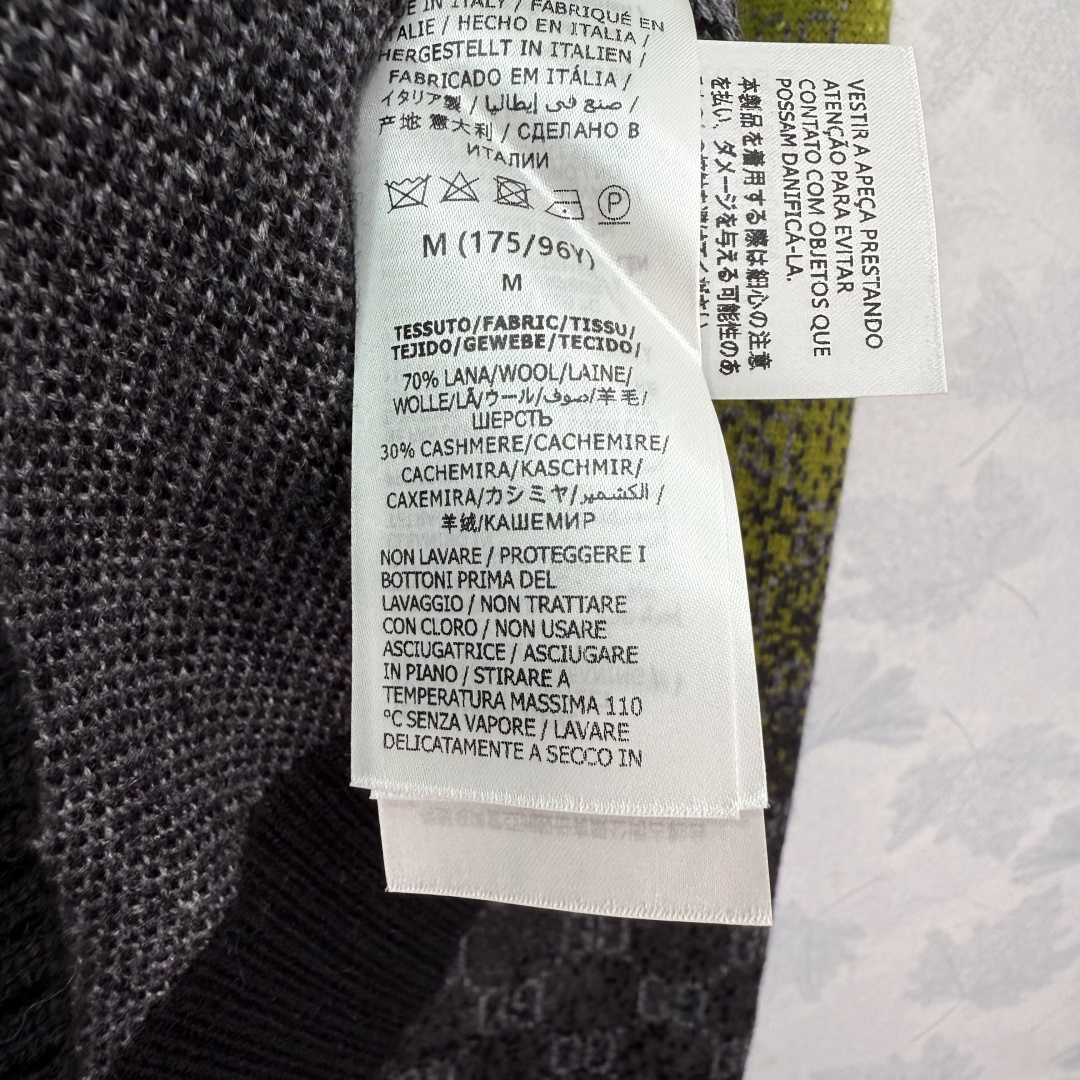 E IN ITALY / FABRIQUÉ EN
ALIE / HECHO EN ITALIA /
HERGESTELLT IN ITALIEN /
FABRICADO EM ITÁLIA /
イタリア製 / صنع في إيطاليا /
产地 意大利 / СДЕЛАНО В
ИТАЛИИ
P
M (175/96Y)
M
TESSUTO/FABRIC/TISSU/
TEJIDO/GEWEBE/TECIDO/
70% LANA/WOOL/LAINE/
WOLLE/LÃ/ウール/صوف/羊毛/
ШЕРСТЬ
30% CASHMERE/CACHEMIRE/
CACHEMIRA/KASCHMIR/
CAXEMIRA/カシミヤ/الكشمير /
羊绒/КАШЕМИР
NON LAVARE / PROTEGGERE I
BOTTONI PRIMA DEL
LAVAGGIO / NON TRATTARE
CON CLORO / NON USARE
ASCIUGATRICE / ASCIUGARE
IN PIANO / STIRARE A
TEMPERATURA MASSIMA 110
°C SENZA VAPORE / LAVARE
DELICATAMENTE A SECCO IN
VESTIR A APEÇA PRESTANDO
ATENÇÃO PARA EVITAR
CONTATO COM OBJETOS QUE
POSSAM DANIFICÁ-LA.
本製品を着用する際は細心の注意
を払い、ダメージを与える可能性のあ